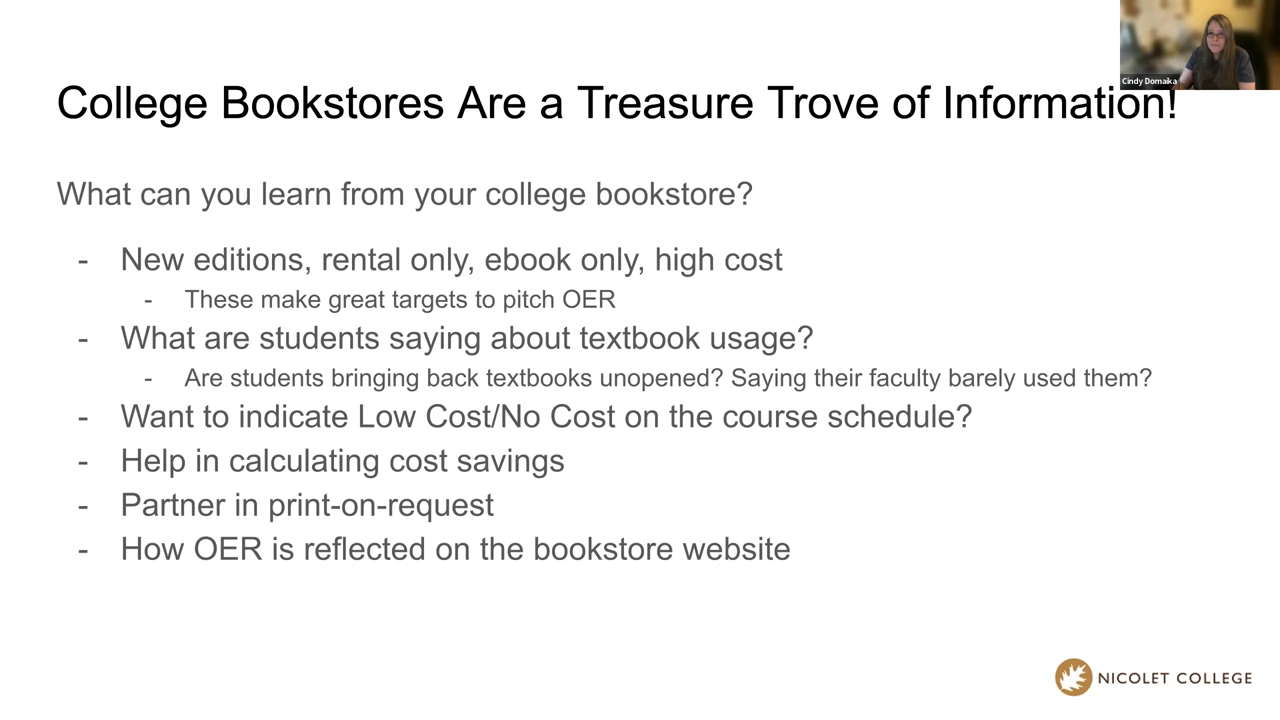 Cindy Domaika
College Bookstores Are a Treasure Trove of Information!
What can you learn from your college bookstore?
- New editions, rental only, ebook only, high cost
- These make great targets to pitch OER
- What are students saying about textbook usage?
- Are students bringing back textbooks unopened? Saying their faculty barely used them?
- Want to indicate Low Cost/No Cost on the course schedule?
- Help in calculating cost savings
- Partner in print-on-request
- How OER is reflected on the bookstore website
NICOLET COLLEGE